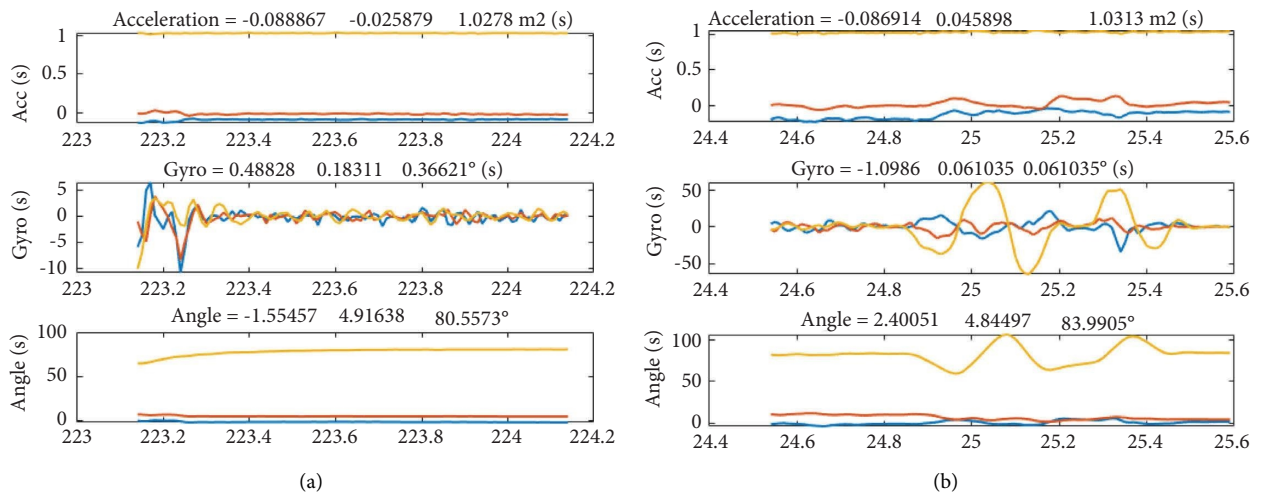 Acceleration = -0.088867 -0.025879 1.0278 m2 (s)
Acc (s)
1
0.5
0
223 223.2 223.4 223.6 223.8 224 224.2
Gyro = 0.48828 0.18311 0.36621° (s)
Gyro (s)
5
0
-5
-10
223 223.2 223.4 223.6 223.8 224 224.2
Angle = -1.55457 4.91638 80.5573°
Angle (s)
100
50
0
223 223.2 223.4 223.6 223.8 224 224.2
(a)
Acceleration = -0.086914 0.045898 1.0313 m2 (s)
Acc (s)
1
0.5
0
24.4 24.6 24.8 25 25.2 25.4 25.6
Gyro = -1.0986 0.061035 0.061035° (s)
Gyro (s)
50
0
-50
24.4 24.6 24.8 25 25.2 25.4 25.6
Angle = 2.40051 4.84497 83.9905°
Angle (s)
100
50
0
24.4 24.6 24.8 25 25.2 25.4 25.6
(b)